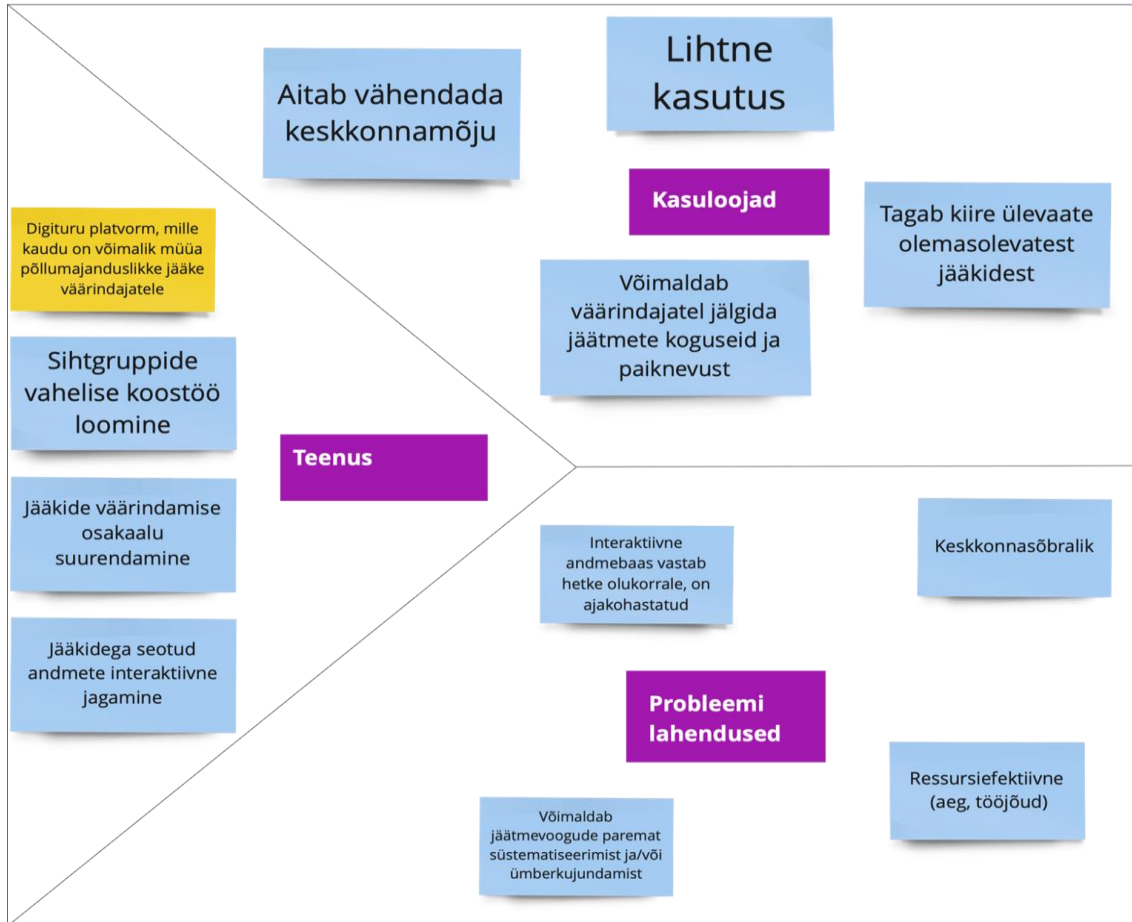 Aitab vähendada
keskkonnamõju
Lihtne
kasutus
Kasuloojad
Tagab kiire ülevaate
olemasolevatest
jääkidest
Võimaldab
väärindajatel jälgida
jäätmete koguseid ja
paiknevust
Digituru platvorm, mille
kaudu on võimalik müüa
põllumajanduslikke jääke
väärindajatele
Sihtgruppide
vahelise koostöö
loomine
Jääkide väärindamise
osakaalu
suurendamine
Jääkidega seotud
andmete interaktiivne
jagamine
Teenus
Interaktiivne
andmebaas vastab
hetke olukorrale, on
ajakohastatud
Keskkonnasõbralik
Probleemi
lahendused
Ressursiefektiivne
(aeg, tööjõud)
Võimaldab
jäätmevoogude paremat
süstematiseerimist ja/või
ümberkujundamist